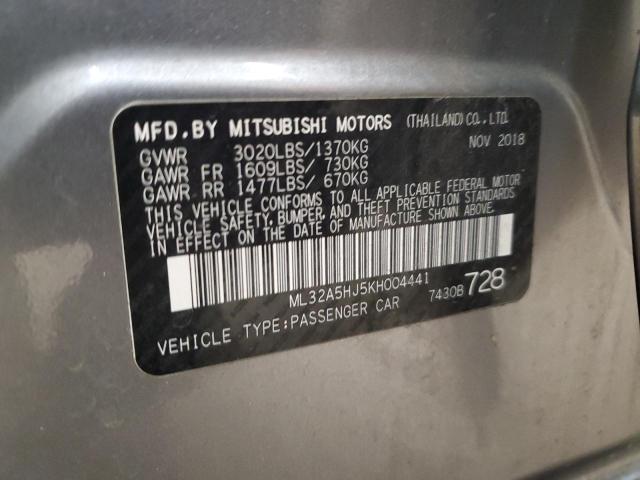 MFD.BY MITSUBISHI MOTORS (THAILAND)CO.,LTD.
NOV 2018
GVWR 3020LBS/1370KG
GAWR FR 1609LBS/ 730KG
GAWR RR 1477LBS/ 670KG
THIS VEHICLE CONFORMS TO ALL APPLICABLE FEDERAL MOTOR
VEHICLE SAFETY,BUMPER,AND THEFT PREVENTION STANDARDS
IN EFFECT ON THE DATE OF MANUFACTURE SHOWN ABOVE.
ML32A5HJ5KH004441
7430B 728
VEHICLE TYPE:PASSENGER CAR